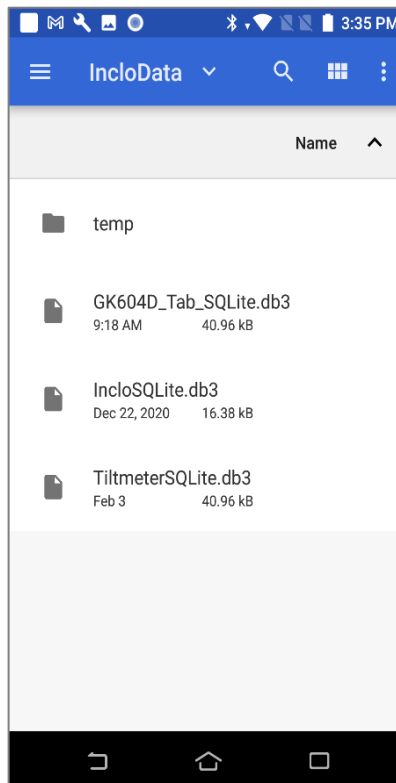 3:35 PM
IncloData
Name
temp
GK604D_Tab_SQLite.db3
9:18 AM 40.96 kB
IncloSQLite.db3
Dec 22, 2020 16.38 kB
TiltmeterSQLite.db3
Feb 3 40.96 kB